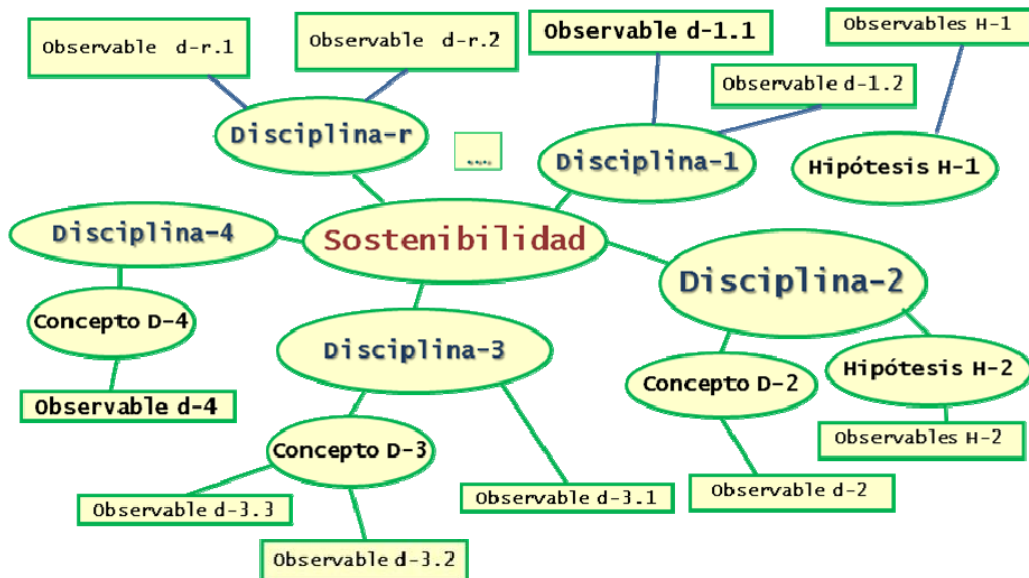 Observable d-r.1
Observable d-r.2
Observable d-1.1
Observables H-1
Observable d-1.2
Disciplina-r
....
Disciplina-1
Hipótesis H-1
Disciplina-4
Sostenibilidad
Disciplina-2
Concepto D-4
Disciplina-3
Concepto D-2
Hipótesis H-2
Observable d-4
Concepto D-3
Observables H-2
Observable d-3.3
Observable d-3.1
Observable d-2
Observable d-3.2